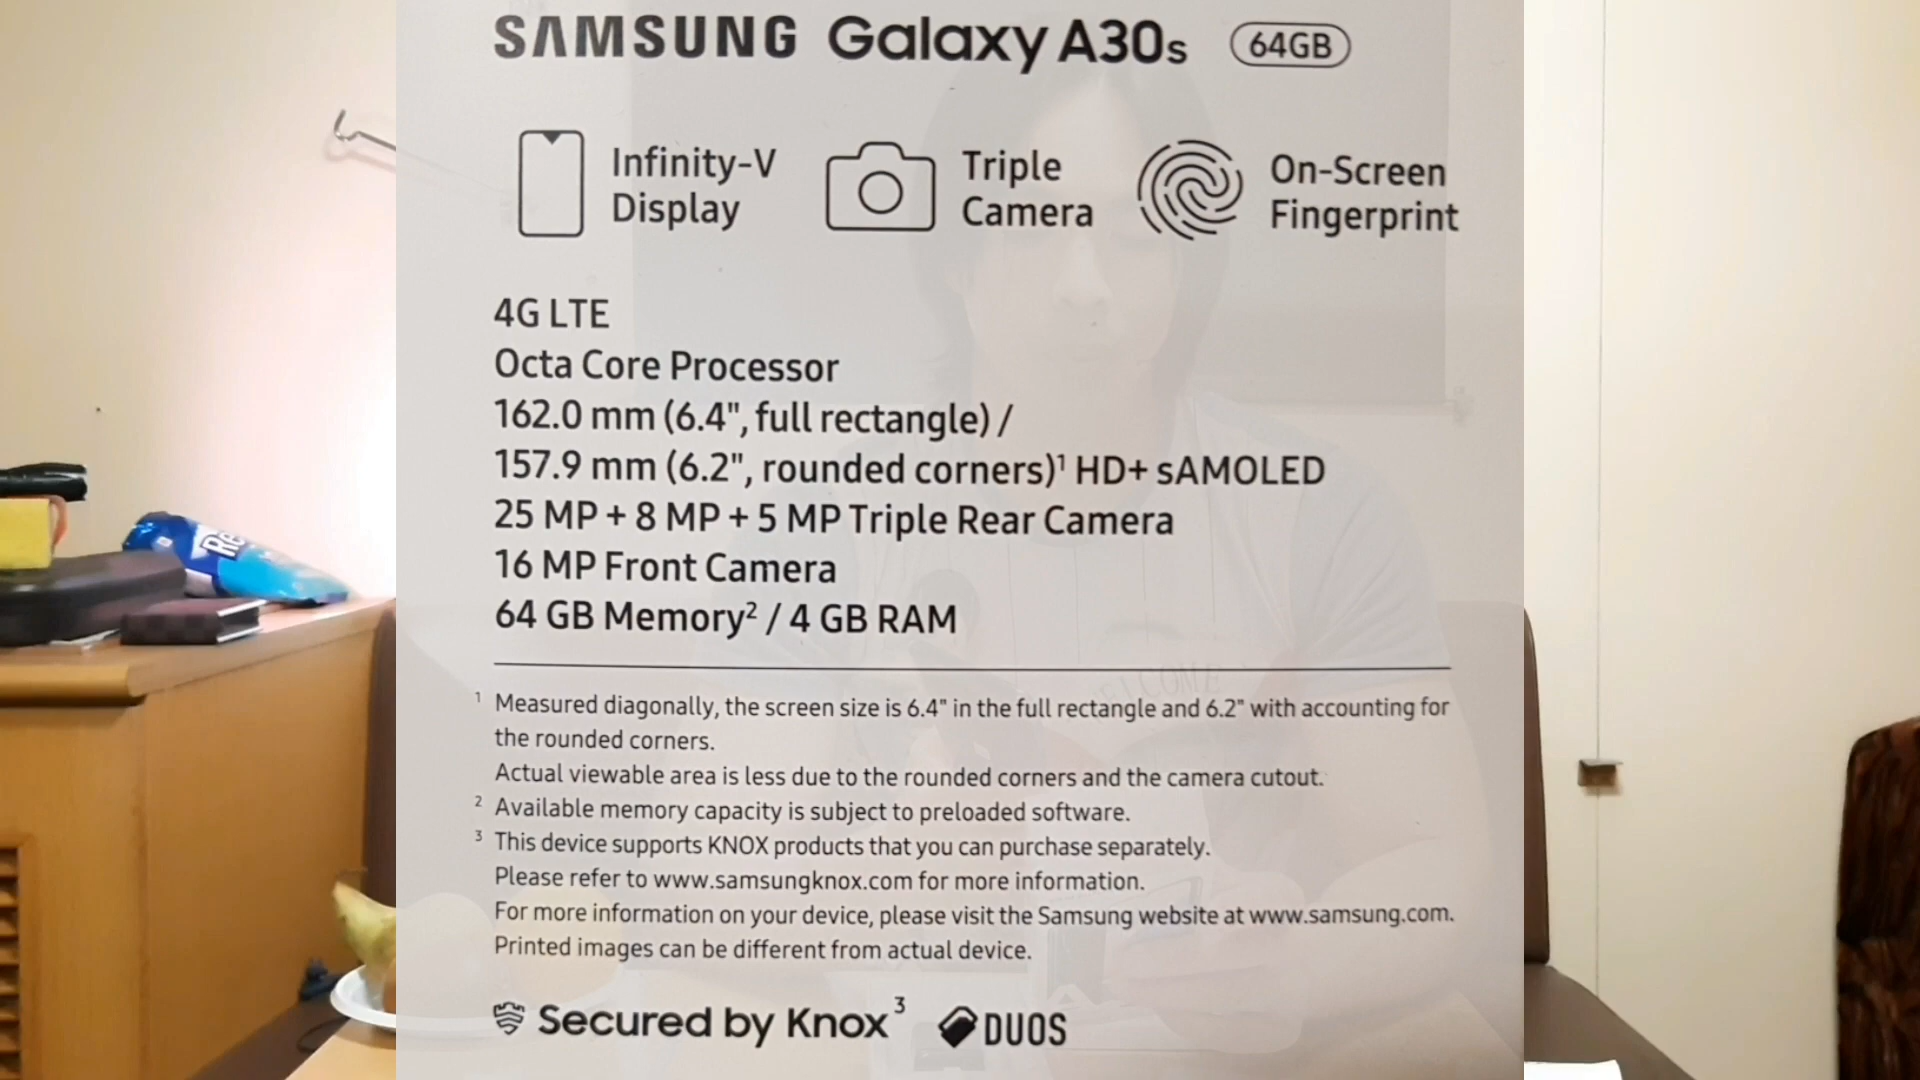 SAMSUNG Galaxy A30s 64GB
Infinity-V
Display
Triple
Camera
On-Screen
Fingerprint
4G LTE
Octa Core Processor
162.0 mm (6.4", full rectangle) /
157.9 mm (6.2", rounded corners)¹ HD+ sAMOLED
25 MP + 8 MP + 5 MP Triple Rear Camera
16 MP Front Camera
64 GB Memory² / 4 GB RAM
¹ Measured diagonally, the screen size is 6.4" in the full rectangle and 6.2" with accounting for
the rounded corners.
Actual viewable area is less due to the rounded corners and the camera cutout.
² Available memory capacity is subject to preloaded software.
³ This device supports KNOX products that you can purchase separately.
Please refer to www.samsungknox.com for more information.
For more information on your device, please visit the Samsung website at www.samsung.com.
Printed images can be different from actual device.
Secured by Knox³ DUOS